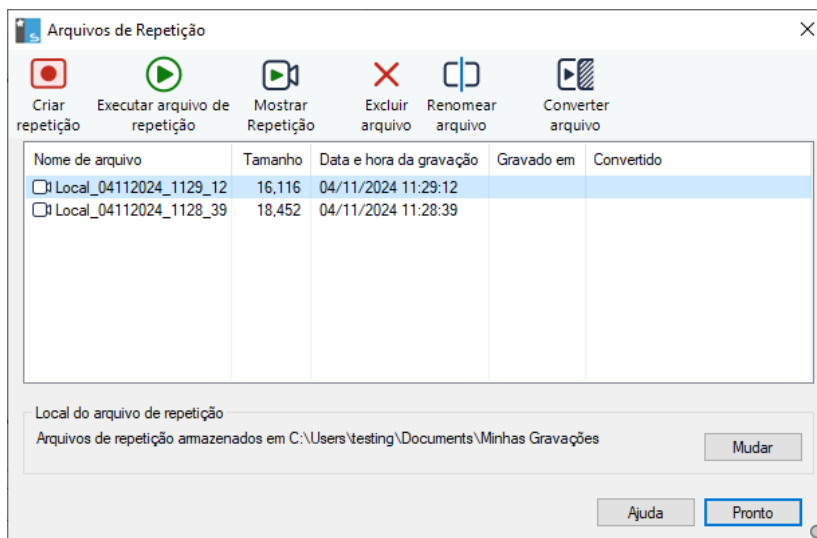 Arquivos de Repetição
Criar repetição
Executar arquivo de repetição
Mostrar Repetição
Excluir arquivo
Renomear arquivo
Converter arquivo
Nome de arquivo Tamanho Data e hora da gravação Gravado em Convertido
Local_04112024_1129_12 16,116 04/11/2024 11:29:12
Local_04112024_1128_39 18,452 04/11/2024 11:28:39
Local do arquivo de repetição
Arquivos de repetição armazenados em C:\Users\testing\Documents\Minhas Gravações
Mudar
Ajuda Pronto